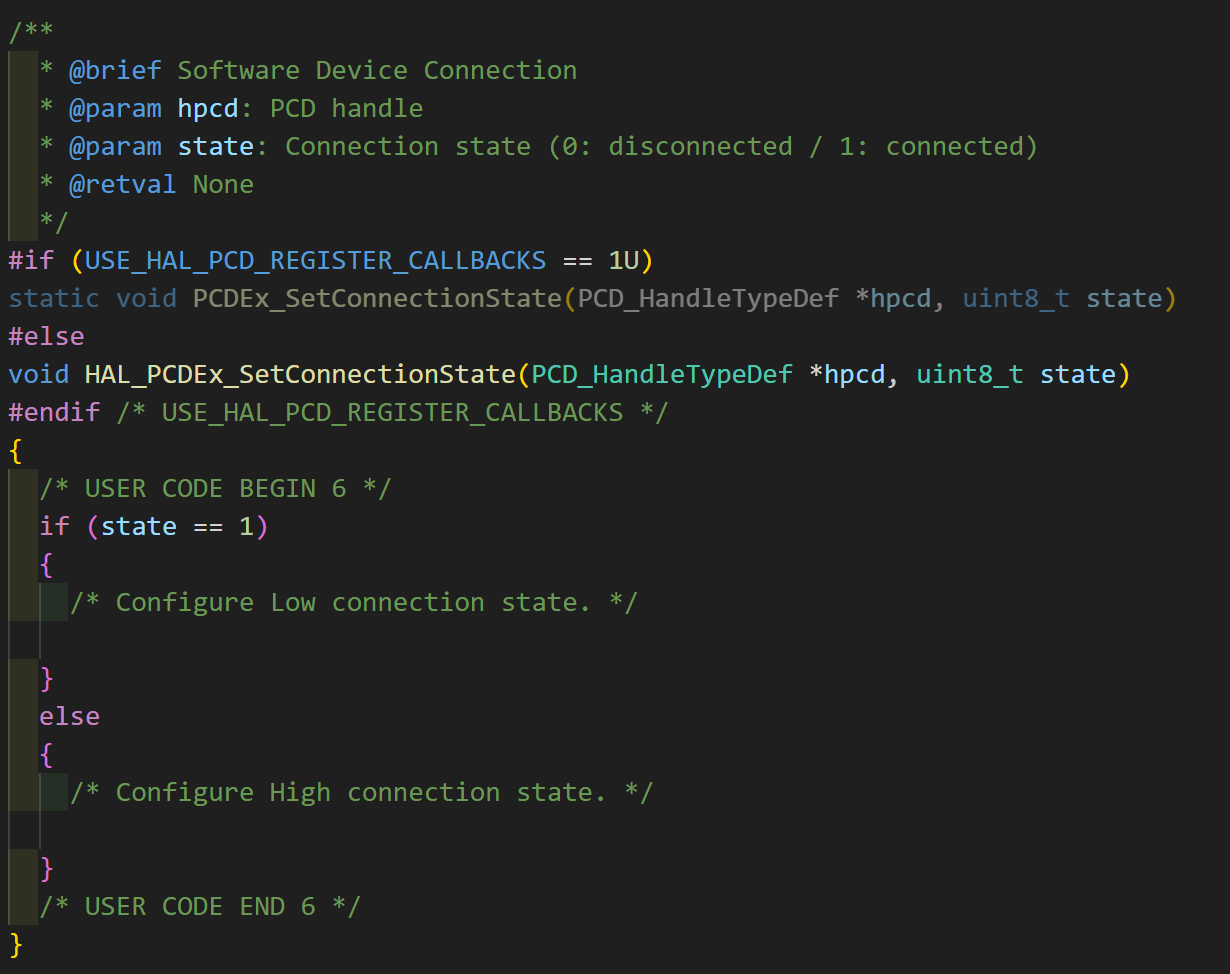 /**
  * @brief Software Device Connection
  * @param hpcd: PCD handle
  * @param state: Connection state (0: disconnected / 1: connected)
  * @retval None
  */
#if (USE_HAL_PCD_REGISTER_CALLBACKS == 1U)
static void PCDEx_SetConnectionState(PCD_HandleTypeDef *hpcd, uint8_t state)
#else
void HAL_PCDEx_SetConnectionState(PCD_HandleTypeDef *hpcd, uint8_t state)
#endif /* USE_HAL_PCD_REGISTER_CALLBACKS */
{
  /* USER CODE BEGIN 6 */
  if (state == 1)
  {
    /* Configure Low connection state. */
  }
  else
  {
    /* Configure High connection state. */
  }
  /* USER CODE END 6 */
}